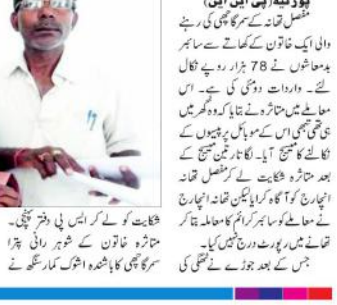 پورنیہ (پی این این)
مفصل تھانہ کے سمرگاچھی کی رہنے
والی ایک خاتون کے کھاتے سے سائبر
بدمعاشوں نے 78 ہزار روپے نکال
لئے ۔ واردات دو مئی کی ہے۔ اس
معاملے میں متاثرہ نے بتایا کہ وہ گھر میں
ہی تھی تبھی اس کے موبائل پر پیسوں کے
نکالنے کا مسیج آیا۔ لگاتار تین مسیج کے
بعد متاثرہ شکایت لے کر مفصل تھانہ
انچارج کو آگاہ کرایا لیکن تھانہ انچارج
نے معاملے کو سائبر کرائم کا معاملہ بتا کر
تھانے میں رپورٹ درج نہیں کیا۔
جس کے بعد جوڑے نے ٹھگی کی
شکایت کو لے کر ایس پی دفتر پہنچی۔
متاثرہ خاتون کے شوہر رانی پترا
سمرگاچھی کا باشندہ اشوک کمار سنگھ نے